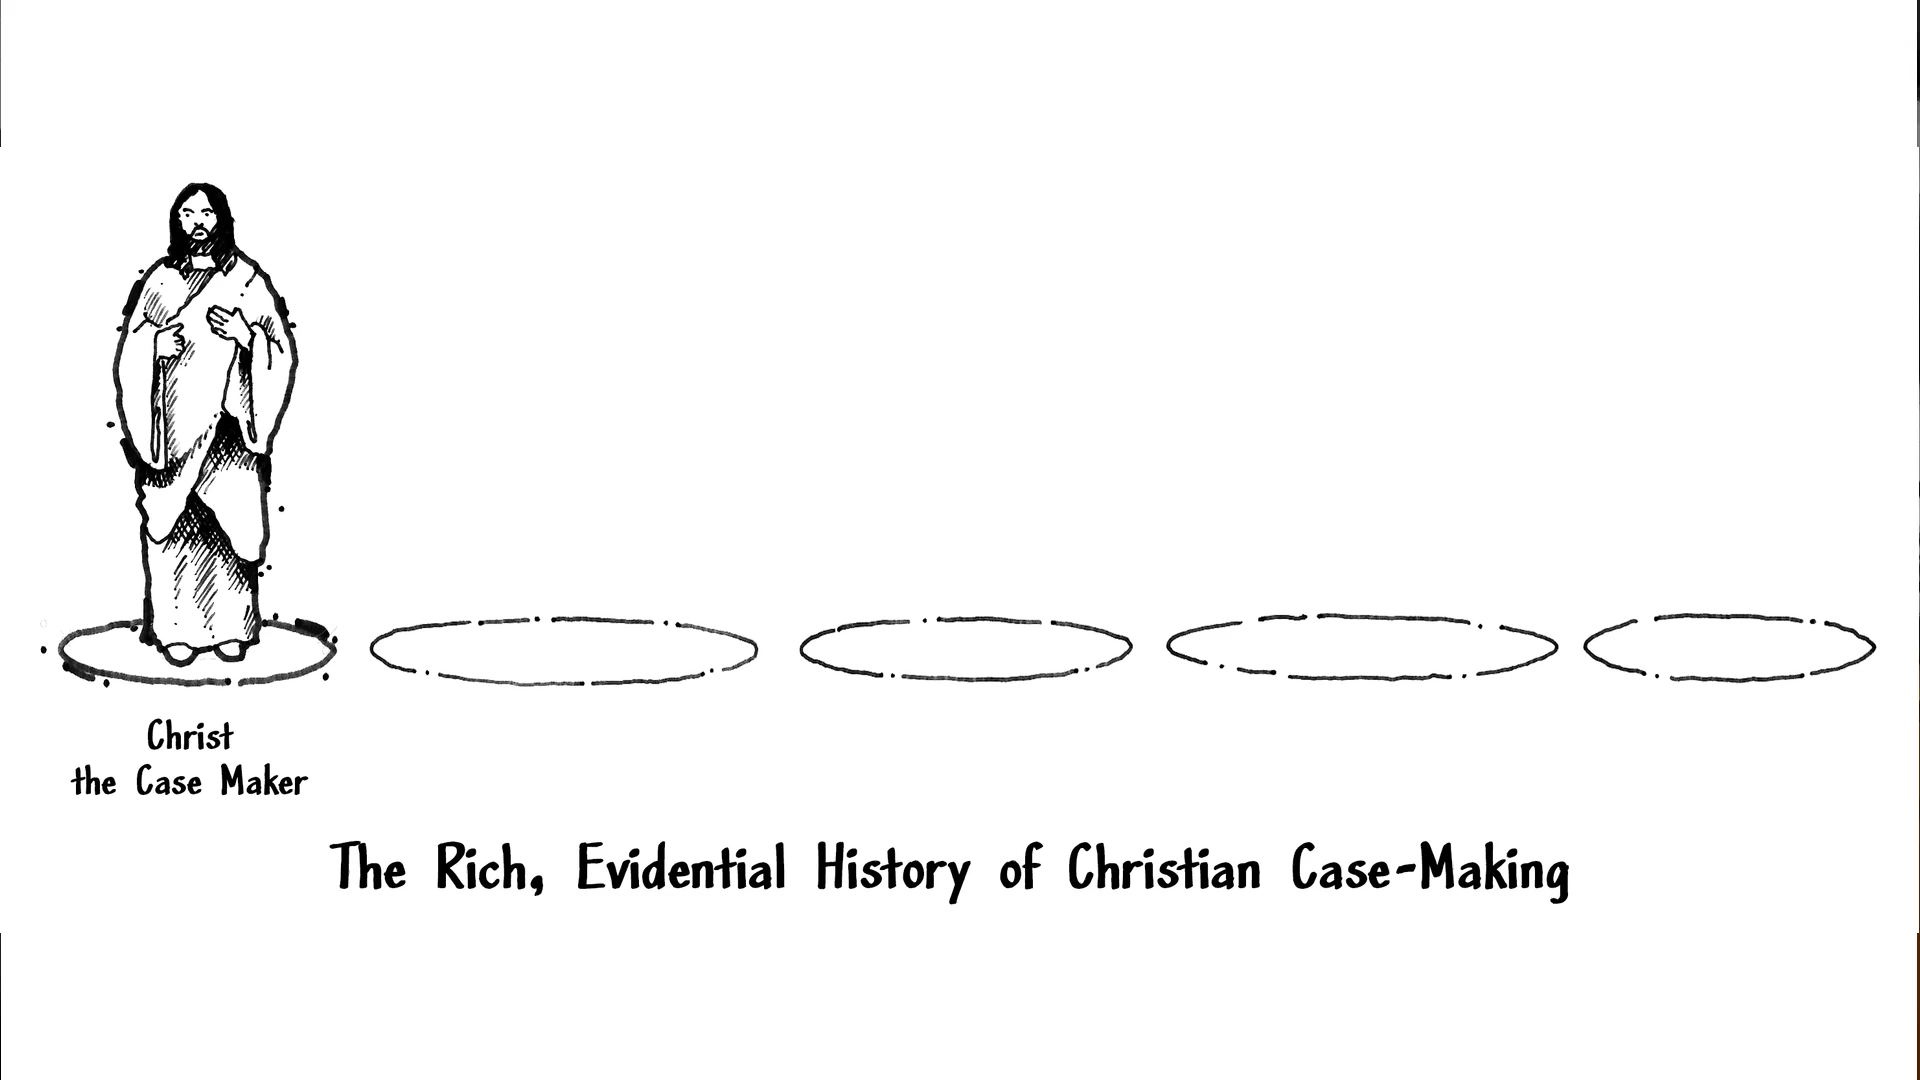 Christ
the Case Maker
The Rich, Evidential History of Christian Case-Making